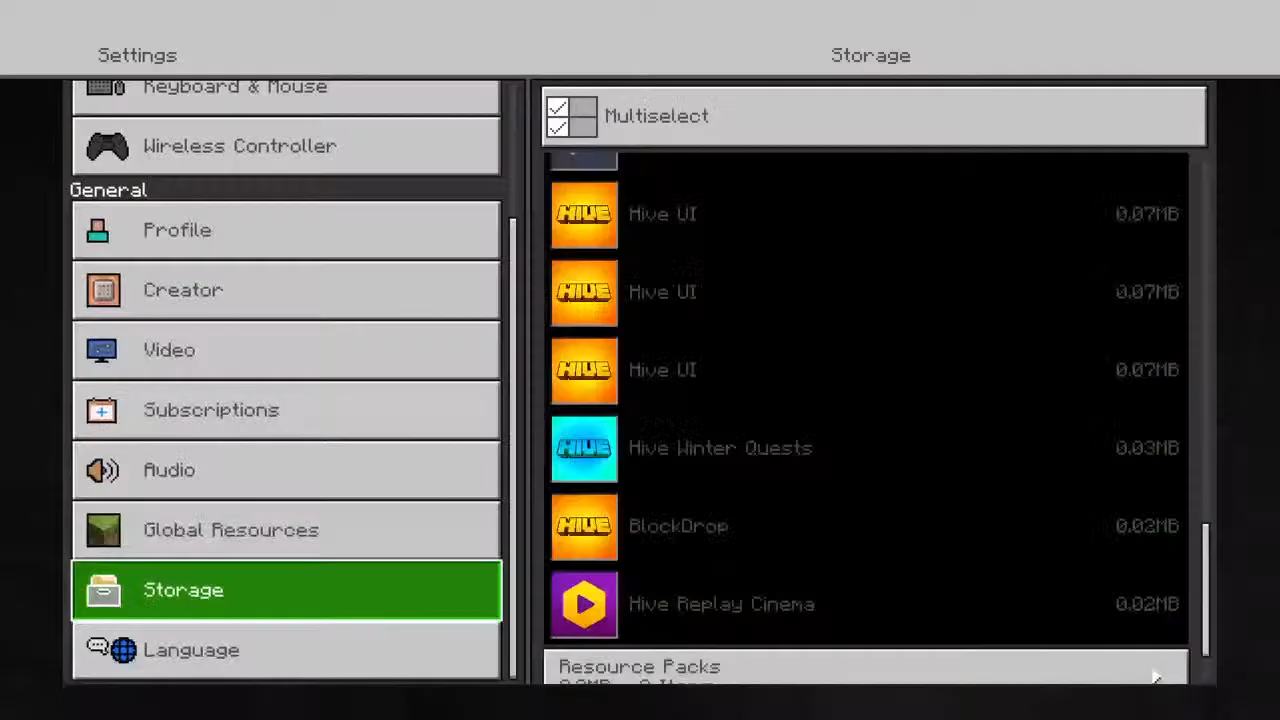 Settings
Storage
Keyboard & Mouse
Wireless Controller
General
Profile
Creator
Video
Subscriptions
Audio
Global Resources
Storage
Language
Multiselect
HIVE Hive UI 0.07MB
HIVE Hive UI 0.07MB
HIVE Hive UI 0.07MB
HIVE Hive Winter Quests 0.03MB
HIVE BlockDrop 0.02MB
Hive Replay Cinema 0.02MB
Resource Packs